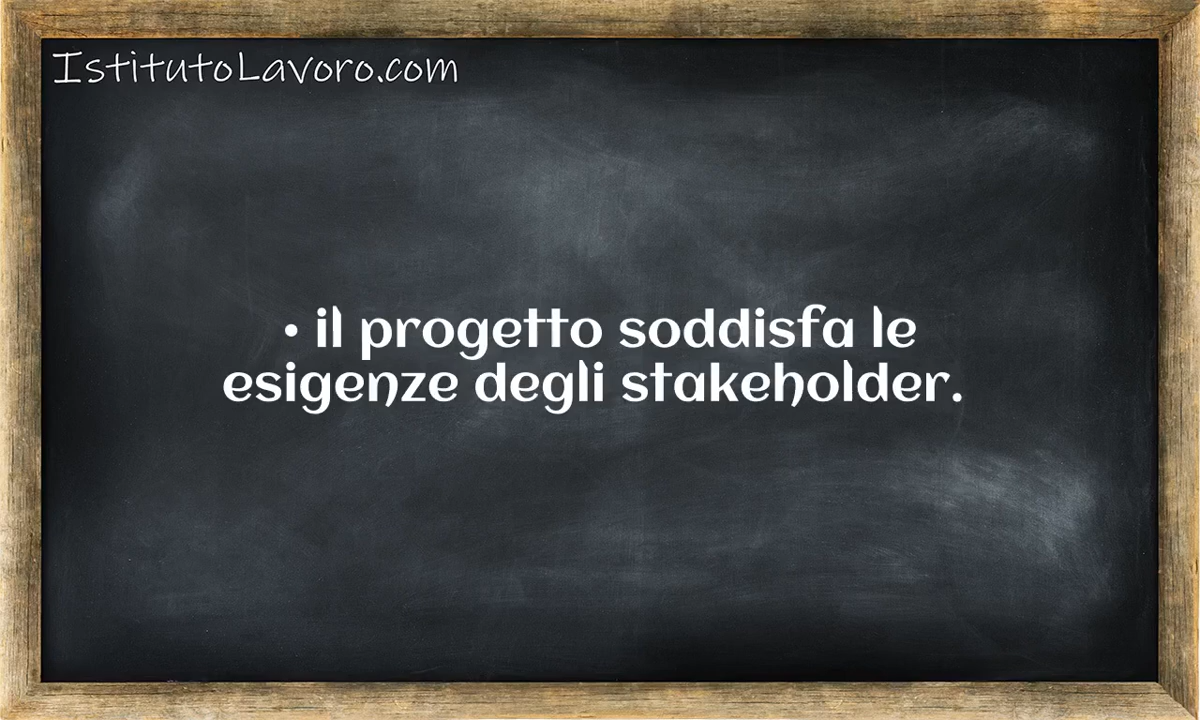 IstitutoLavoro.com
• il progetto soddisfa le
esigenze degli stakeholder.